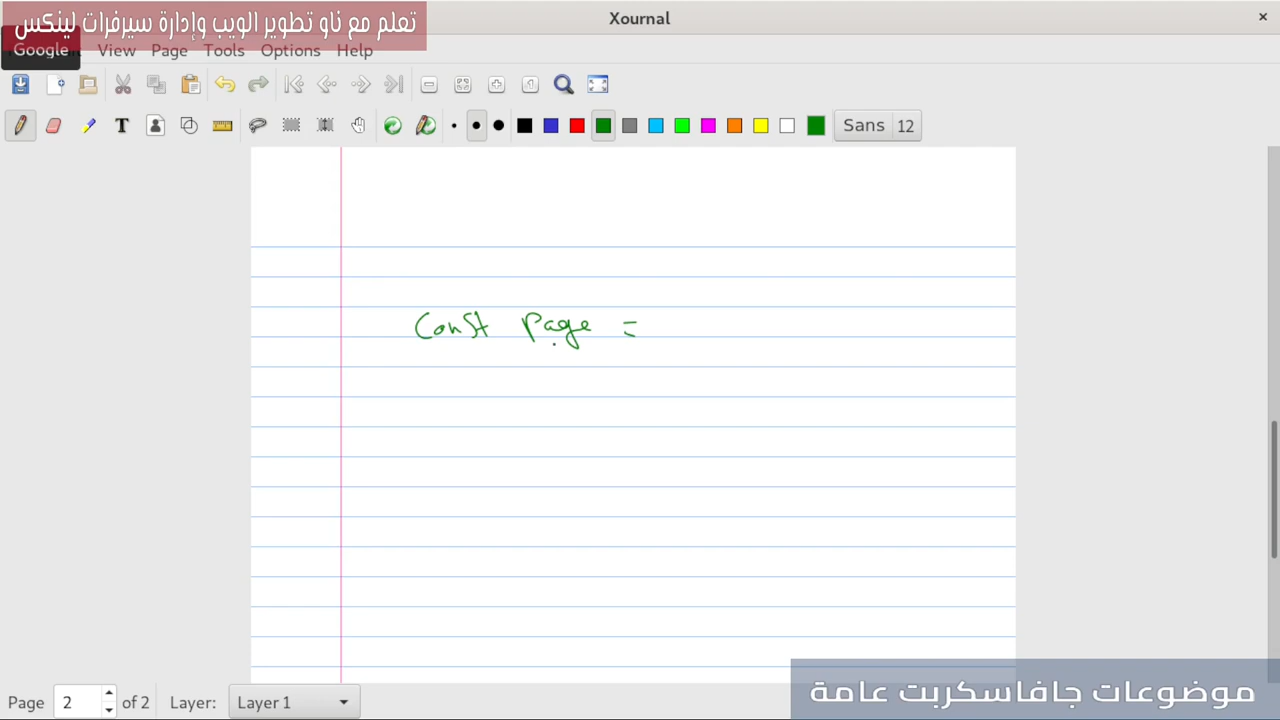 تعلم مع ناو تطوير الويب وإدارة سيرفرات لينكس
Xournal
Google
View Page Tools Options Help
Sans 12
Const page =
Page 2 of 2 Layer: Layer 1
موضوعات جافاسكربت عامة